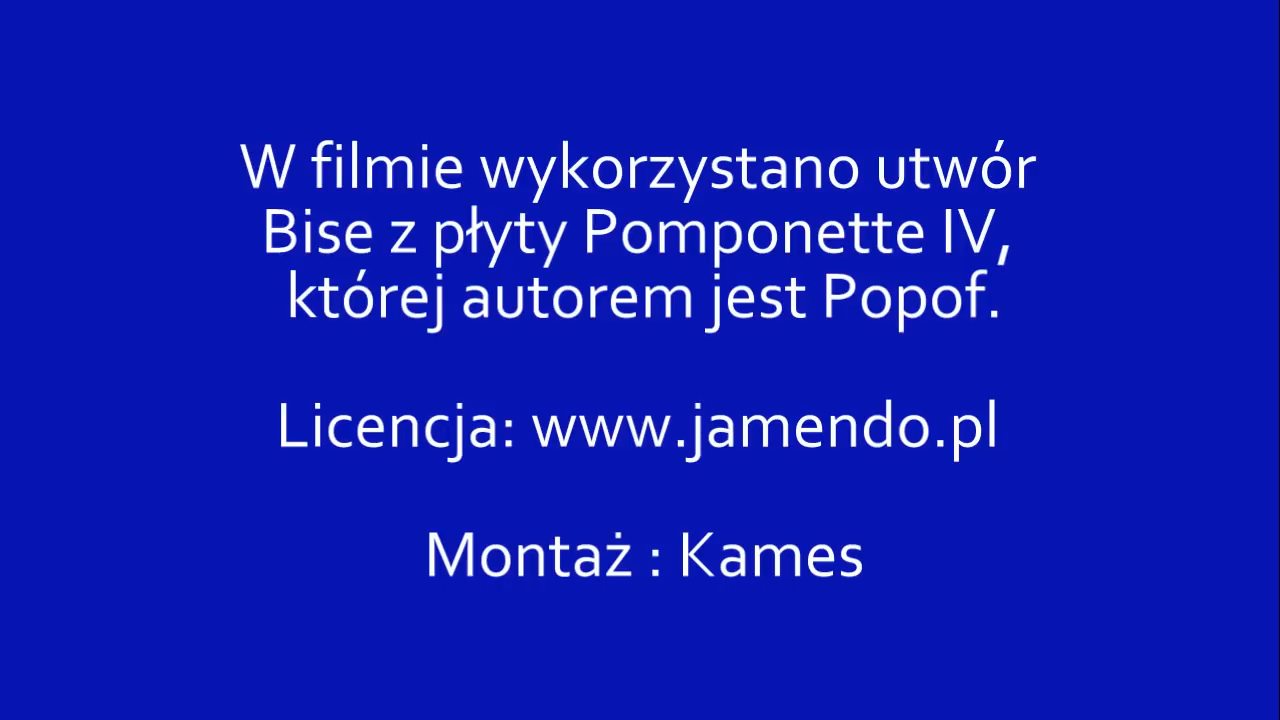 W filmie wykorzystano utwór
Bise z płyty Pomponette IV,
której autorem jest Popof.
Licencja: www.jamendo.pl
Montaż : Kames